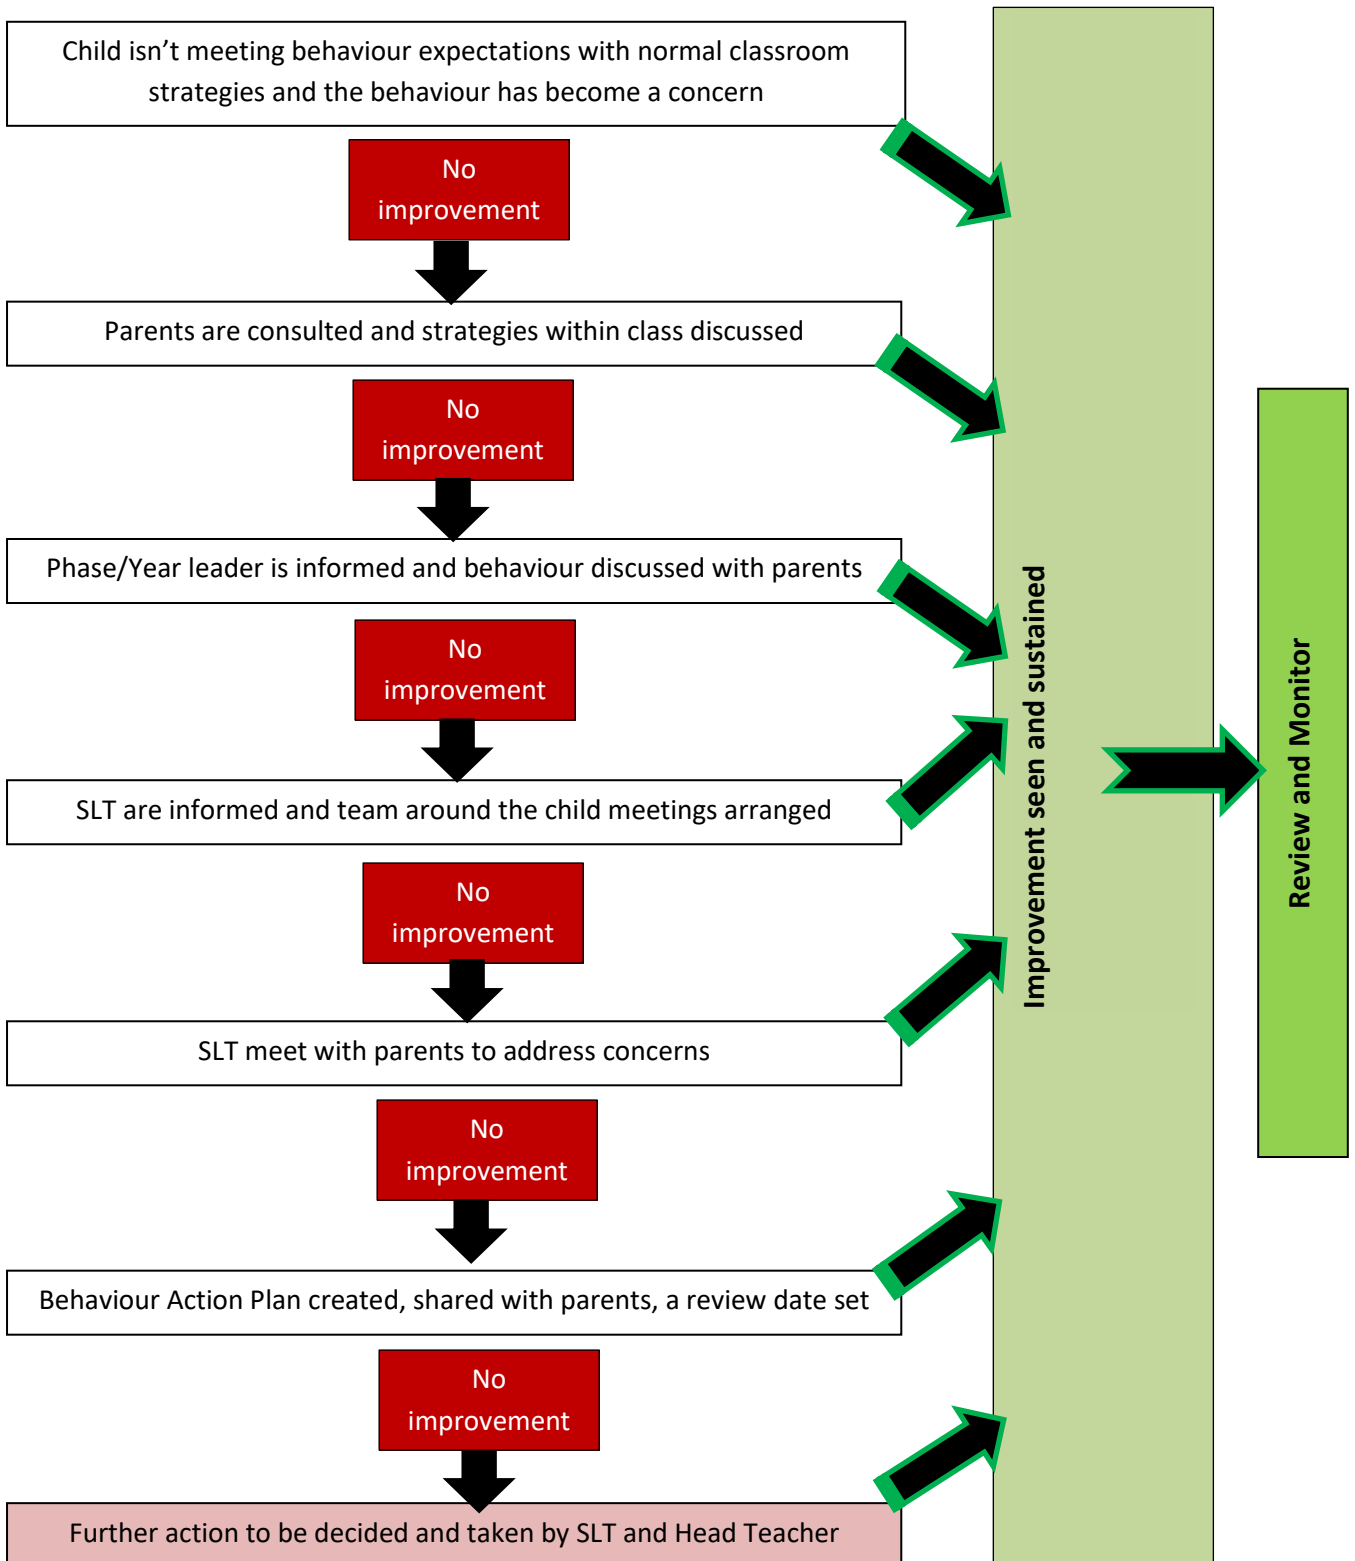 Child isn’t meeting behaviour expectations with normal classroom
strategies and the behaviour has become a concern
No
improvement
Parents are consulted and strategies within class discussed
No
improvement
Phase/Year leader is informed and behaviour discussed with parents
No
improvement
SLT are informed and team around the child meetings arranged
No
improvement
SLT meet with parents to address concerns
No
improvement
Behaviour Action Plan created, shared with parents, a review date set
No
improvement
Further action to be decided and taken by SLT and Head Teacher
Improvement seen and sustained
Review and Monitor